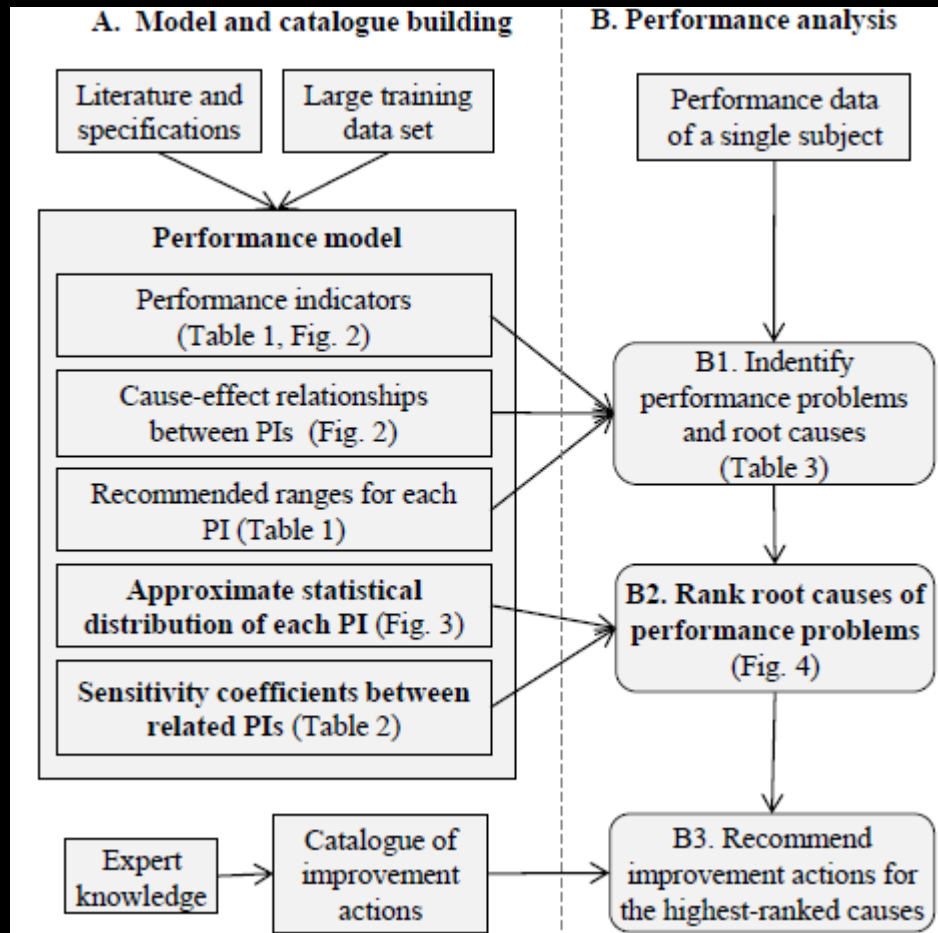 A. Model and catalogue building
B. Performance analysis
Literature and
specifications
Large training
data set
Performance data
of a single subject
Performance model
Performance indicators
(Table 1, Fig. 2)
Cause-effect relationships
between PIs (Fig. 2)
Recommended ranges for each
PI (Table 1)
Approximate statistical
distribution of each PI (Fig. 3)
Sensitivity coefficients between
related PIs (Table 2)
B1. Indentify
performance problems
and root causes
(Table 3)
B2. Rank root causes of
performance problems
(Fig. 4)
Expert
knowledge
Catalogue of
improvement
actions
B3. Recommend
improvement actions for
the highest-ranked causes